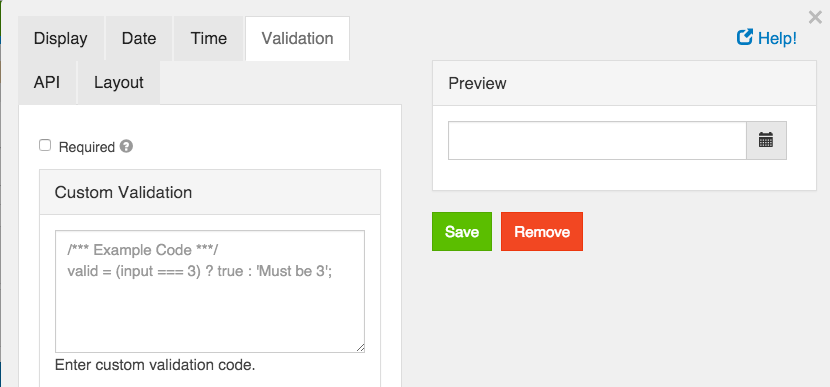 Display
Date
Time
Validation
API
Layout
Required
Custom Validation
/*** Example Code ***/
valid = (input === 3) ? true : 'Must be 3';
Enter custom validation code.
×
Help!
Preview
Save
Remove